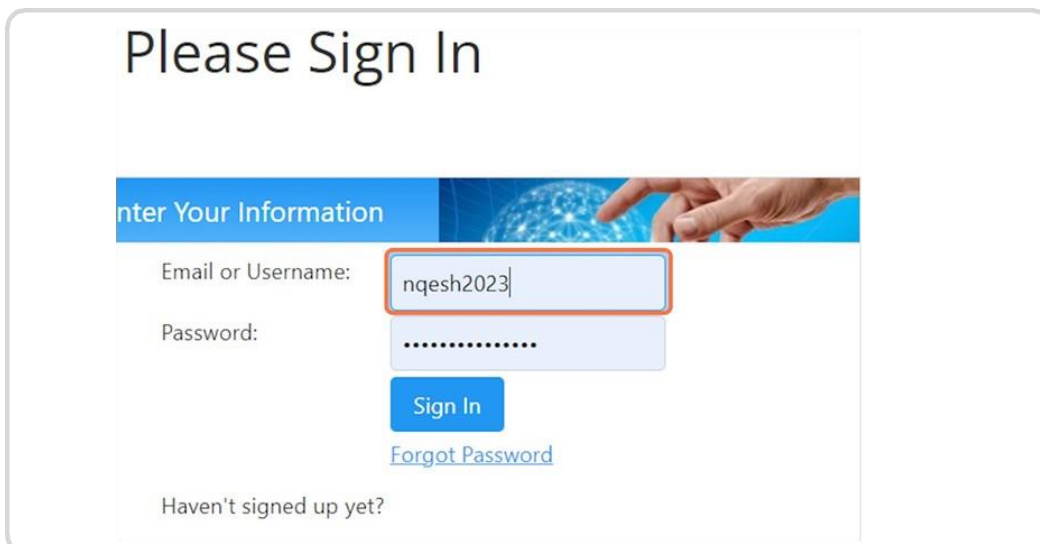 Please Sign In
nter Your Information
Email or Username:
nqesh2023
Password:
•••••••••••••••
Sign In
Forgot Password
Haven't signed up yet?